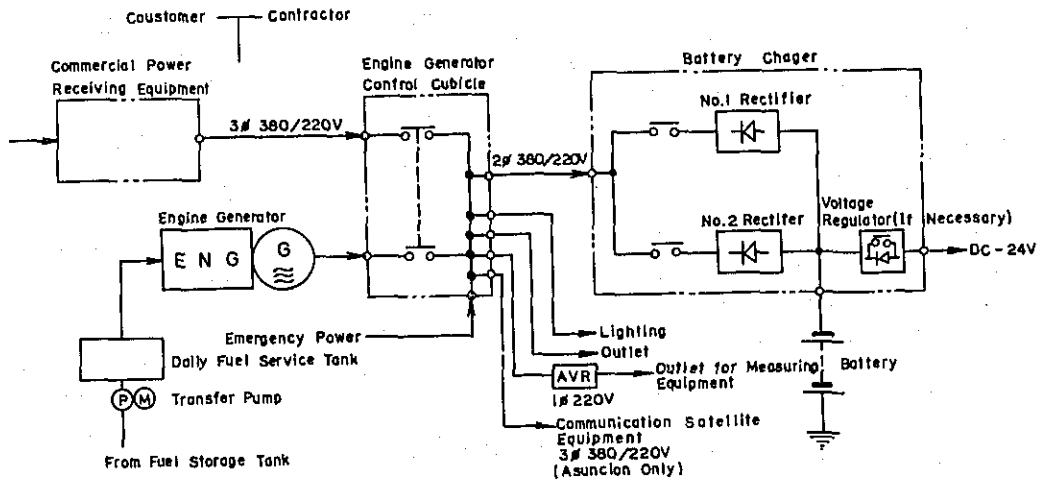 Coustomer Contractor
Commercial Power
Receiving Equipment
Engine Generator
Control Cubicle
Battery Chager
No.1 Rectifier
3ø 380/220V
2ø 380/220V
Engine Generator
ENG
G
No.2 Rectifer
Voltage
Regulator(If Necessary)
DC-24V
Emergency Power
Daily Fuel Service Tank
P M Transfer Pump
From Fuel Storage Tank
Lighting
Outlet
AVR
1ø 220V
Outlet for Measuring
Equipment
Battery
Communication Satellite
Equipment
3ø 380/220V
(Asuncion Only)